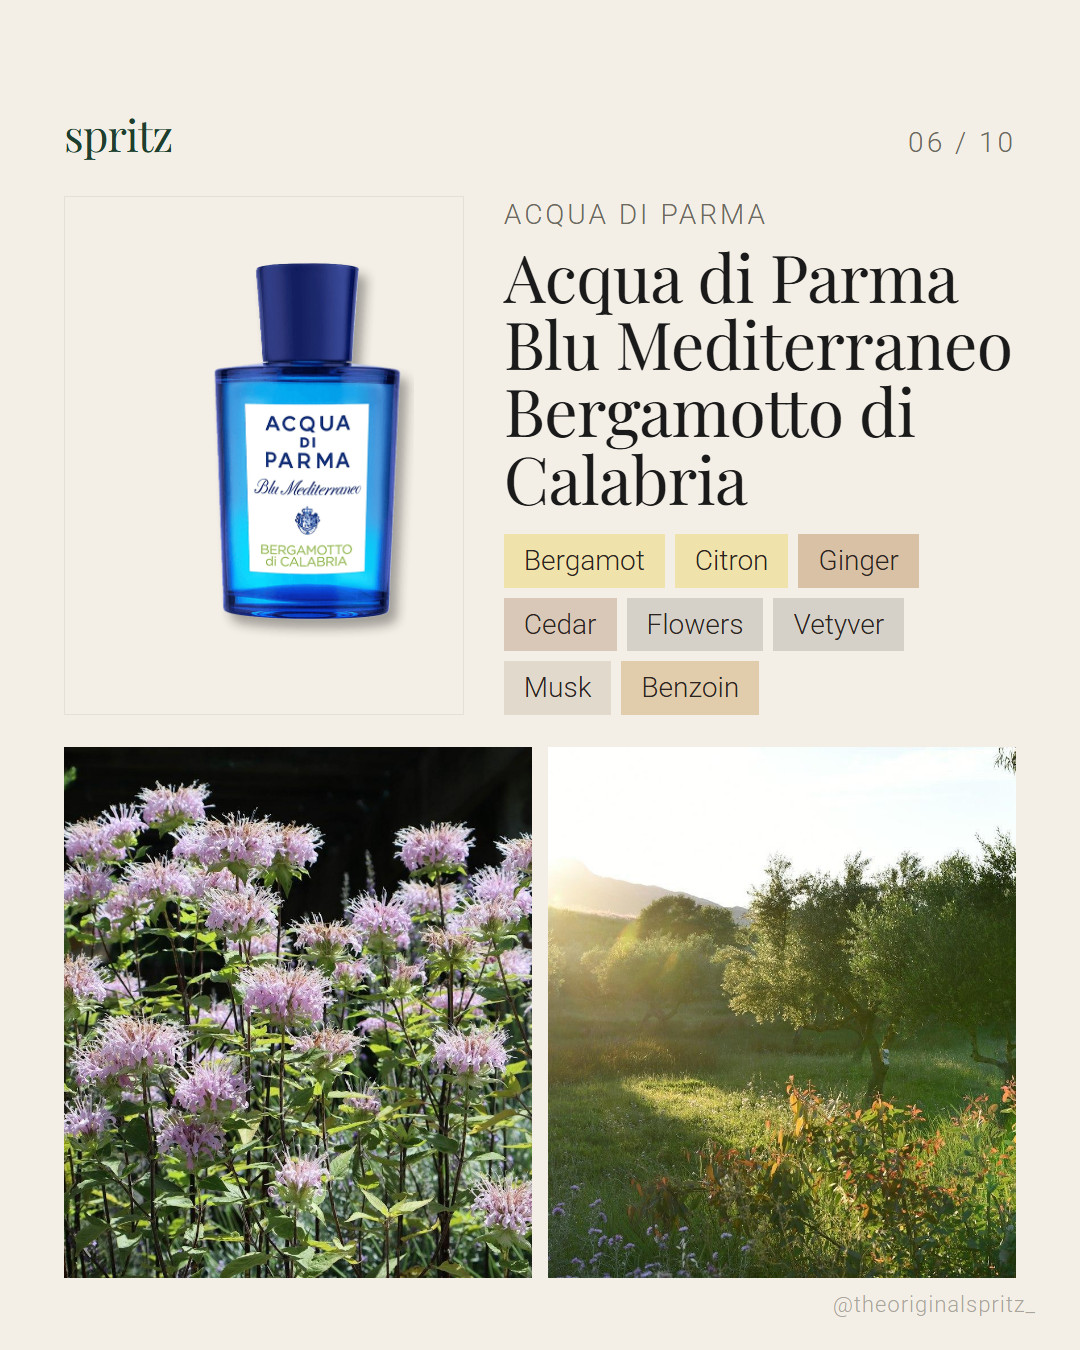 spritz
06 / 10
ACQUA DI PARMA
Acqua di Parma
Blu Mediterraneo
Bergamotto di
Calabria
Bergamot
Citron
Ginger
Cedar
Flowers
Vetyver
Musk
Benzoin
ACQUA
DI
PARMA
Blu Mediterraneo
BERGAMOTTO
di CALABRIA
@theoriginalspritz_